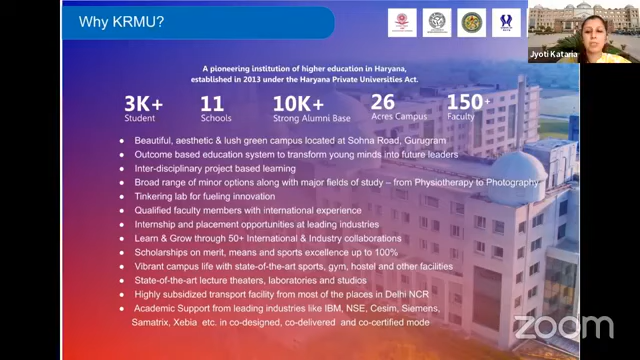 Why KRMU?
Jyoti Kataria
A pioneering institution of higher education in Haryana,
established in 2013 under the Haryana Private Universities Act.
3K+ 11 10K+ 26 150+
Student Schools Strong Alumni Base Acres Campus Faculty
● Beautiful, aesthetic & lush green campus located at Sohna Road, Gurugram
● Outcome based education system to transform young minds into future leaders
● Inter-disciplinary project based learning
● Broad range of minor options along with major fields of study – from Physiotherapy to Photography
● Tinkering lab for fueling innovation
● Qualified faculty members with international experience
● Internship and placement opportunities at leading industries
● Learn & Grow through 50+ International & Industry collaborations
● Scholarships on merit, means and sports excellence up to 100%
● Vibrant campus life with state-of-the-art sports, gym, hostel and other facilities
● State-of-the-art lecture theaters, laboratories and studios
● Highly subsidized transport facility from most of the places in Delhi NCR
● Academic Support from leading industries like IBM, NSE, Cesim, Siemens,
Samatrix, Xebia etc. in co-designed, co-delivered and co-certified mode
zoom